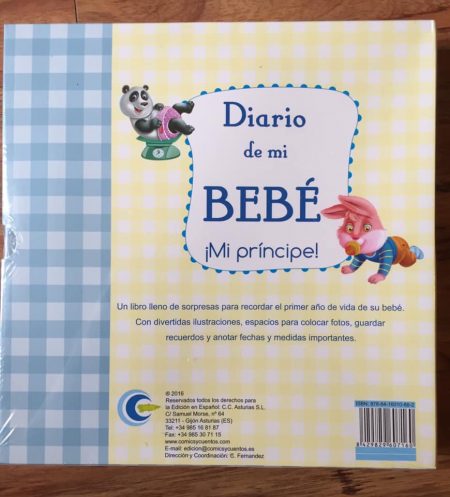 Diario
de mi
BEBÉ
¡Mi príncipe!
Un libro lleno de sorpresas para recordar el primer año de vida de su bebé.
Con divertidas ilustraciones, espacios para colocar fotos, guardar
recuerdos y anotar fechas y medidas importantes.
© 2016
Reservados todos los derechos para
la Edición en Español: C.C. Asturias S.L.
C/ Samuel Morse, nº 64
33211 - Gijón Asturias (ES)
Tel: +34 985 16 81 87
Fax: +34 985 30 71 15
www.comicsycuentos.com
E-mail: edicion@comicsycuentos.com
Dirección y Coordinación: C. Fernandez